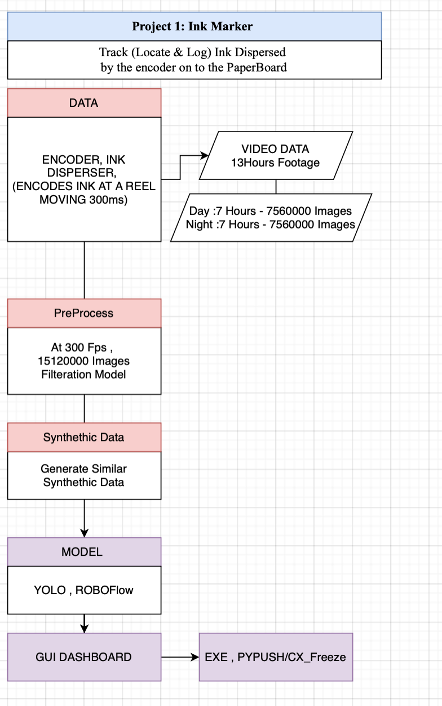 Project 1: Ink Marker
Track (Locate & Log) Ink Dispersed
by the encoder on to the PaperBoard
DATA
ENCODER, INK
DISPERSER,
(ENCODES INK AT A REEL
MOVING 300ms)
VIDEO DATA
13Hours Footage
Day :7 Hours - 7560000 Images
Night :7 Hours - 7560000 Images
PreProcess
At 300 Fps ,
15120000 Images
Filteration Model
Synthethic Data
Generate Similar
Synthethic Data
MODEL
YOLO , ROBOFlow
GUI DASHBOARD
EXE , PYPUSH/CX_Freeze